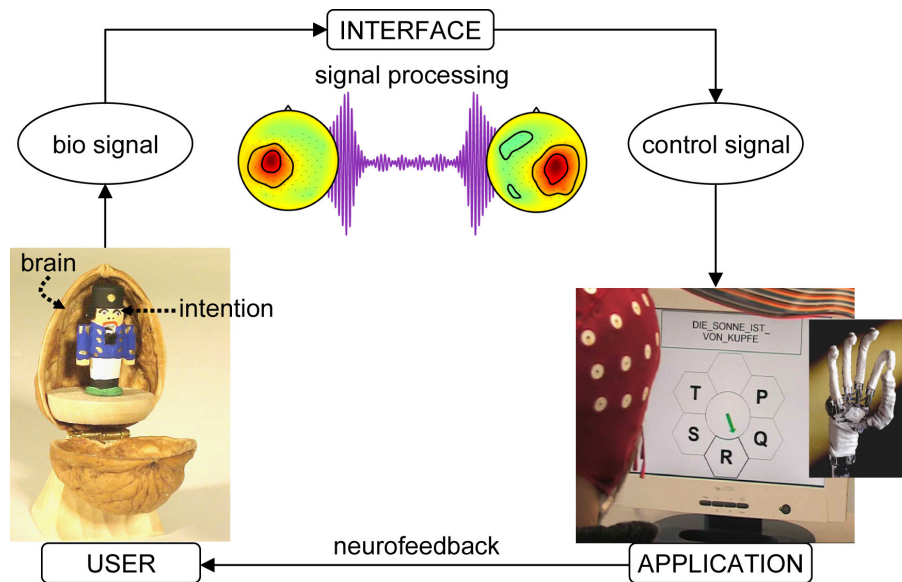 INTERFACE
signal processing
bio signal
control signal
brain
intention
DIE_SONNE_IST_
VON_KUPFE
T
P
S
Q
R
neurofeedback
USER
APPLICATION